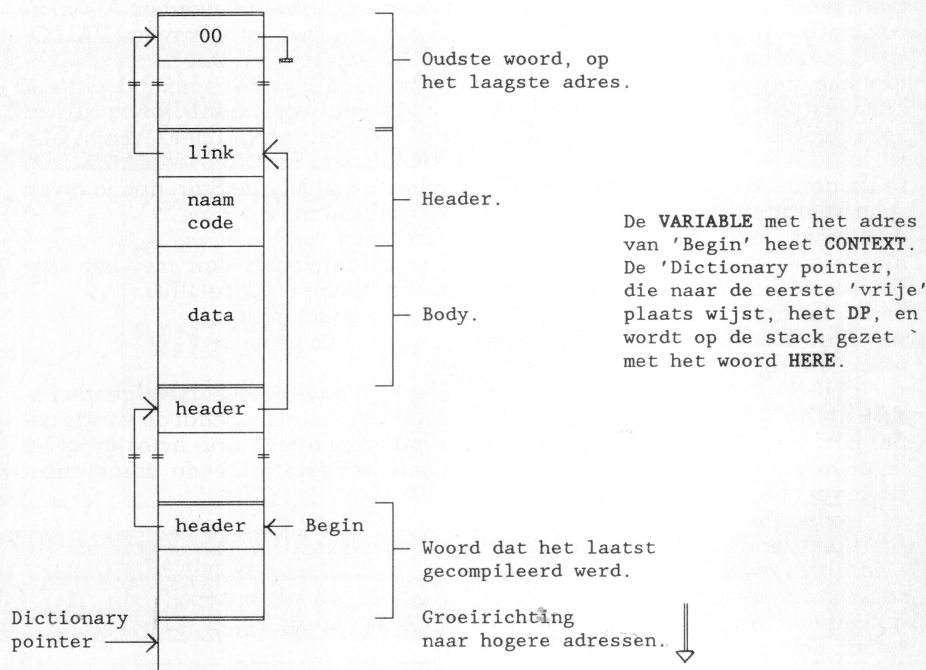 00
Oudste woord, op
het laagste adres.
link
naam
code
Header.
De VARIABLE met het adres
van 'Begin' heet CONTEXT.
De 'Dictionary pointer,
die naar de eerste 'vrije'
plaats wijst, heet DP, en
wordt op de stack gezet
met het woord HERE.
data
Body.
header
header
Begin
Woord dat het laatst
gecompileerd werd.
Dictionary
pointer
Groeirichting
naar hogere adressen.